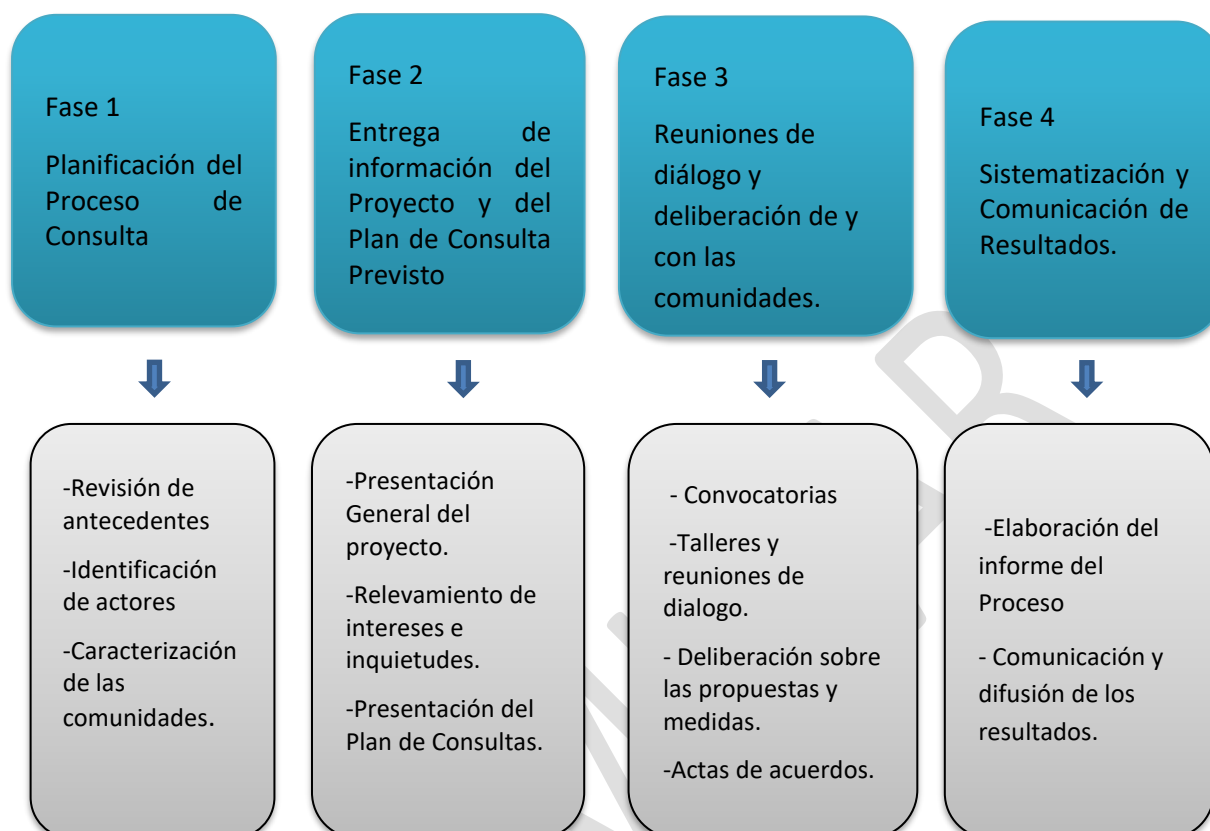 Fase 1
Planificación del
Proceso de
Consulta
Fase 2
Entrega de
información del
Proyecto y del
Plan de Consulta
Previsto
Fase 3
Reuniones de
diálogo y
deliberación de y
con las
comunidades.
Fase 4
Sistematización y
Comunicación de
Resultados.
-Revisión de
antecedentes
-Identificación
de actores
-Caracterización
de las
comunidades.
-Presentación
General del
proyecto.
-Relevamiento de
intereses e
inquietudes.
-Presentación del
Plan de Consultas.
- Convocatorias
-Talleres y
reuniones de
dialogo.
- Deliberación sobre
las propuestas y
medidas.
-Actas de acuerdos.
-Elaboración del
informe del
Proceso
- Comunicación y
difusión de los
resultados.